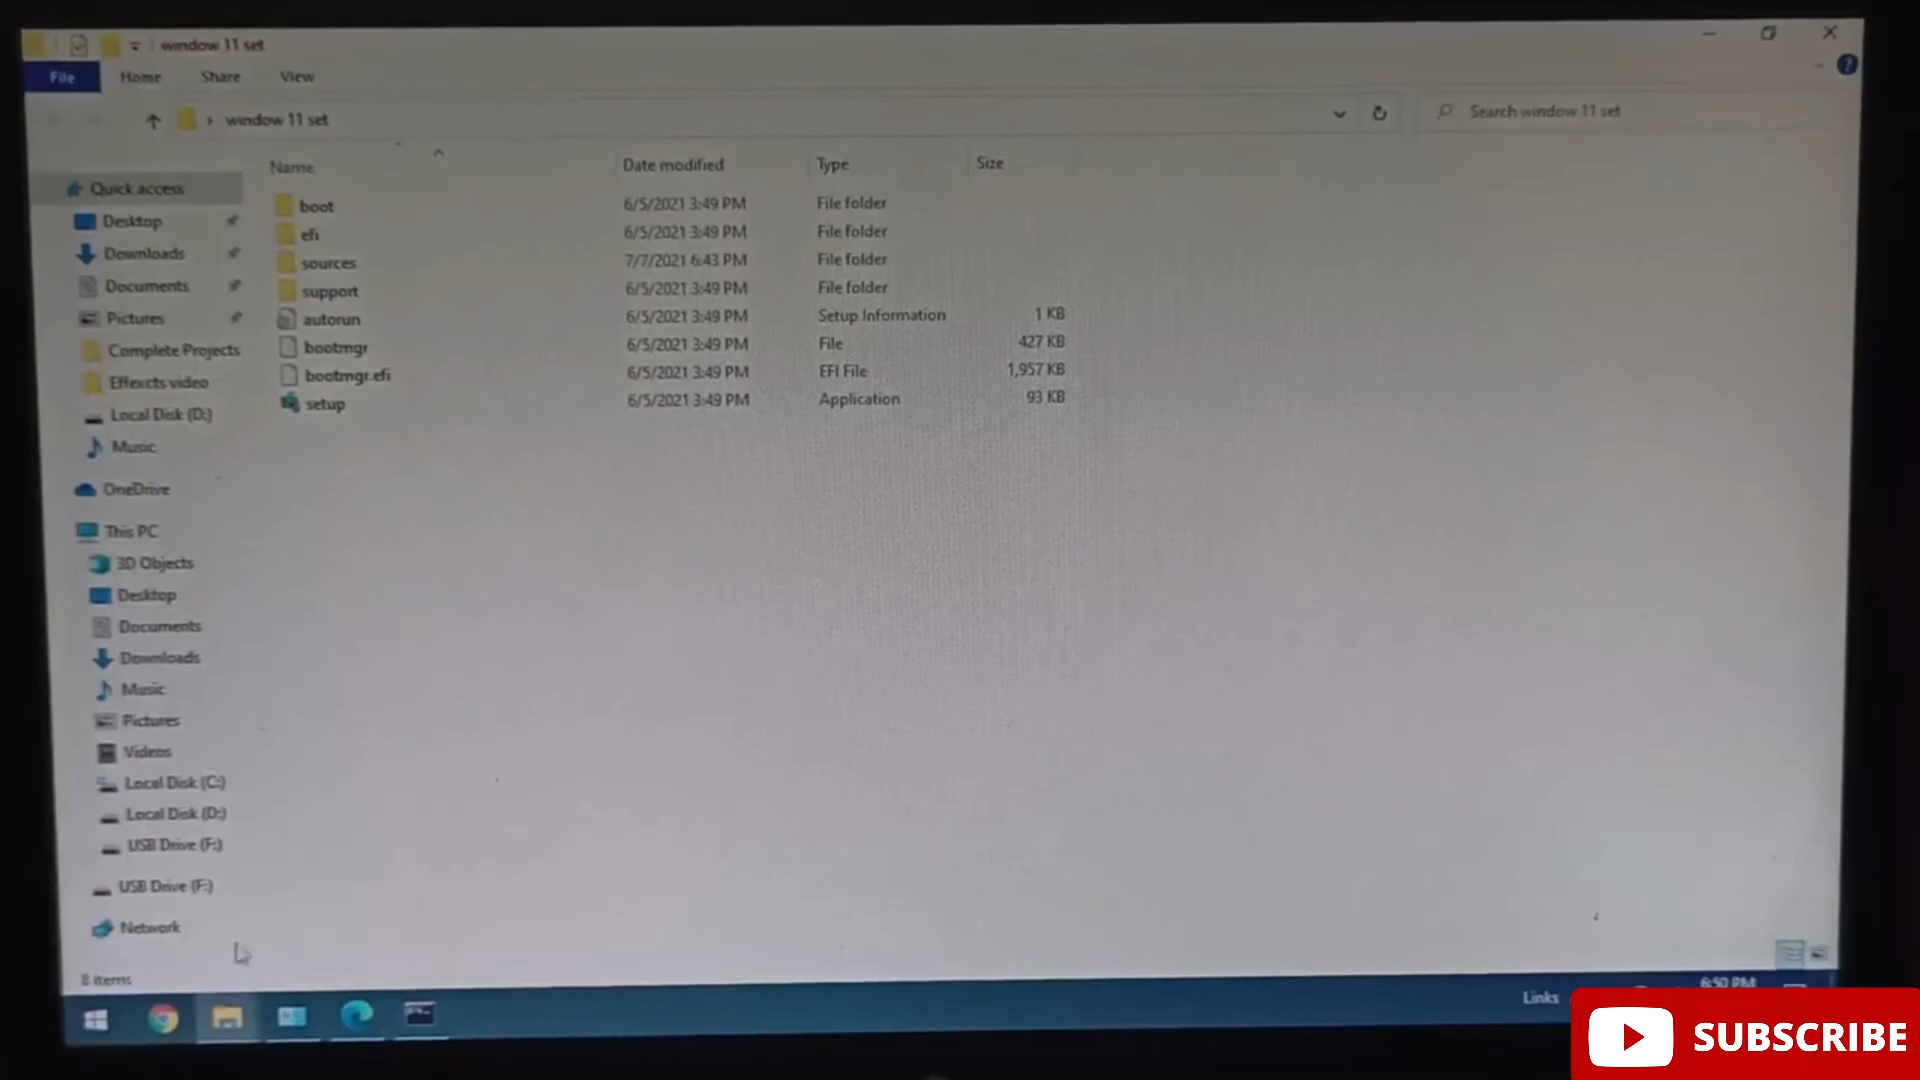 window 11 set
File Home Share View
window 11 set
Search window 11 set
Name Date modified Type Size
Quick access
Desktop
Downloads
Documents
Pictures
Complete Projects
Effexcts video
Local Disk (D:)
Music
OneDrive
This PC
3D Objects
Desktop
Documents
Downloads
Music
Pictures
Videos
Local Disk (C:)
Local Disk (D:)
USB Drive (F:)
USB Drive (F:)
Network
boot 6/5/2021 3:49 PM File folder
efi 6/5/2021 3:49 PM File folder
sources 7/7/2021 6:43 PM File folder
support 6/5/2021 3:49 PM File folder
autorun 6/5/2021 3:49 PM Setup Information 1 KB
bootmgr 6/5/2021 3:49 PM File 427 KB
bootmgr.efi 6/5/2021 3:49 PM EFI File 1,957 KB
setup 6/5/2021 3:49 PM Application 93 KB
8 items
Links
6:50 PM
SUBSCRIBE